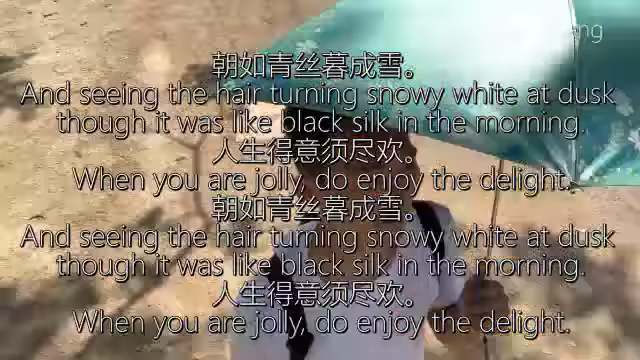 朝如青丝暮成雪。
And seeing the hair turning snowy white at dusk
though it was like black silk in the morning.
人生得意须尽欢。
When you are jolly, do enjoy the delight.
朝如青丝暮成雪。
And seeing the hair turning snowy white at dusk
though it was like black silk in the morning.
人生得意须尽欢。
When you are jolly, do enjoy the delight.